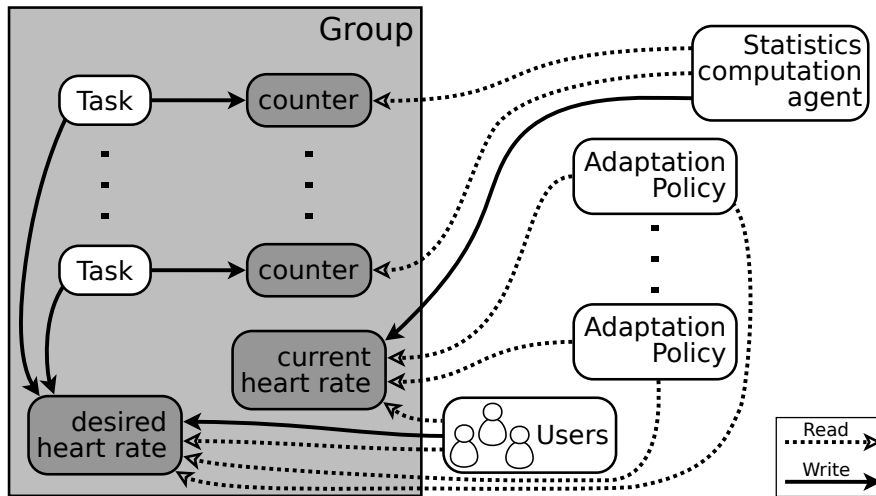 Group
Statistics
computation
agent
Task
counter
Adaptation
Policy
Task
counter
Adaptation
Policy
current
heart rate
desired
heart rate
Users
Read
Write